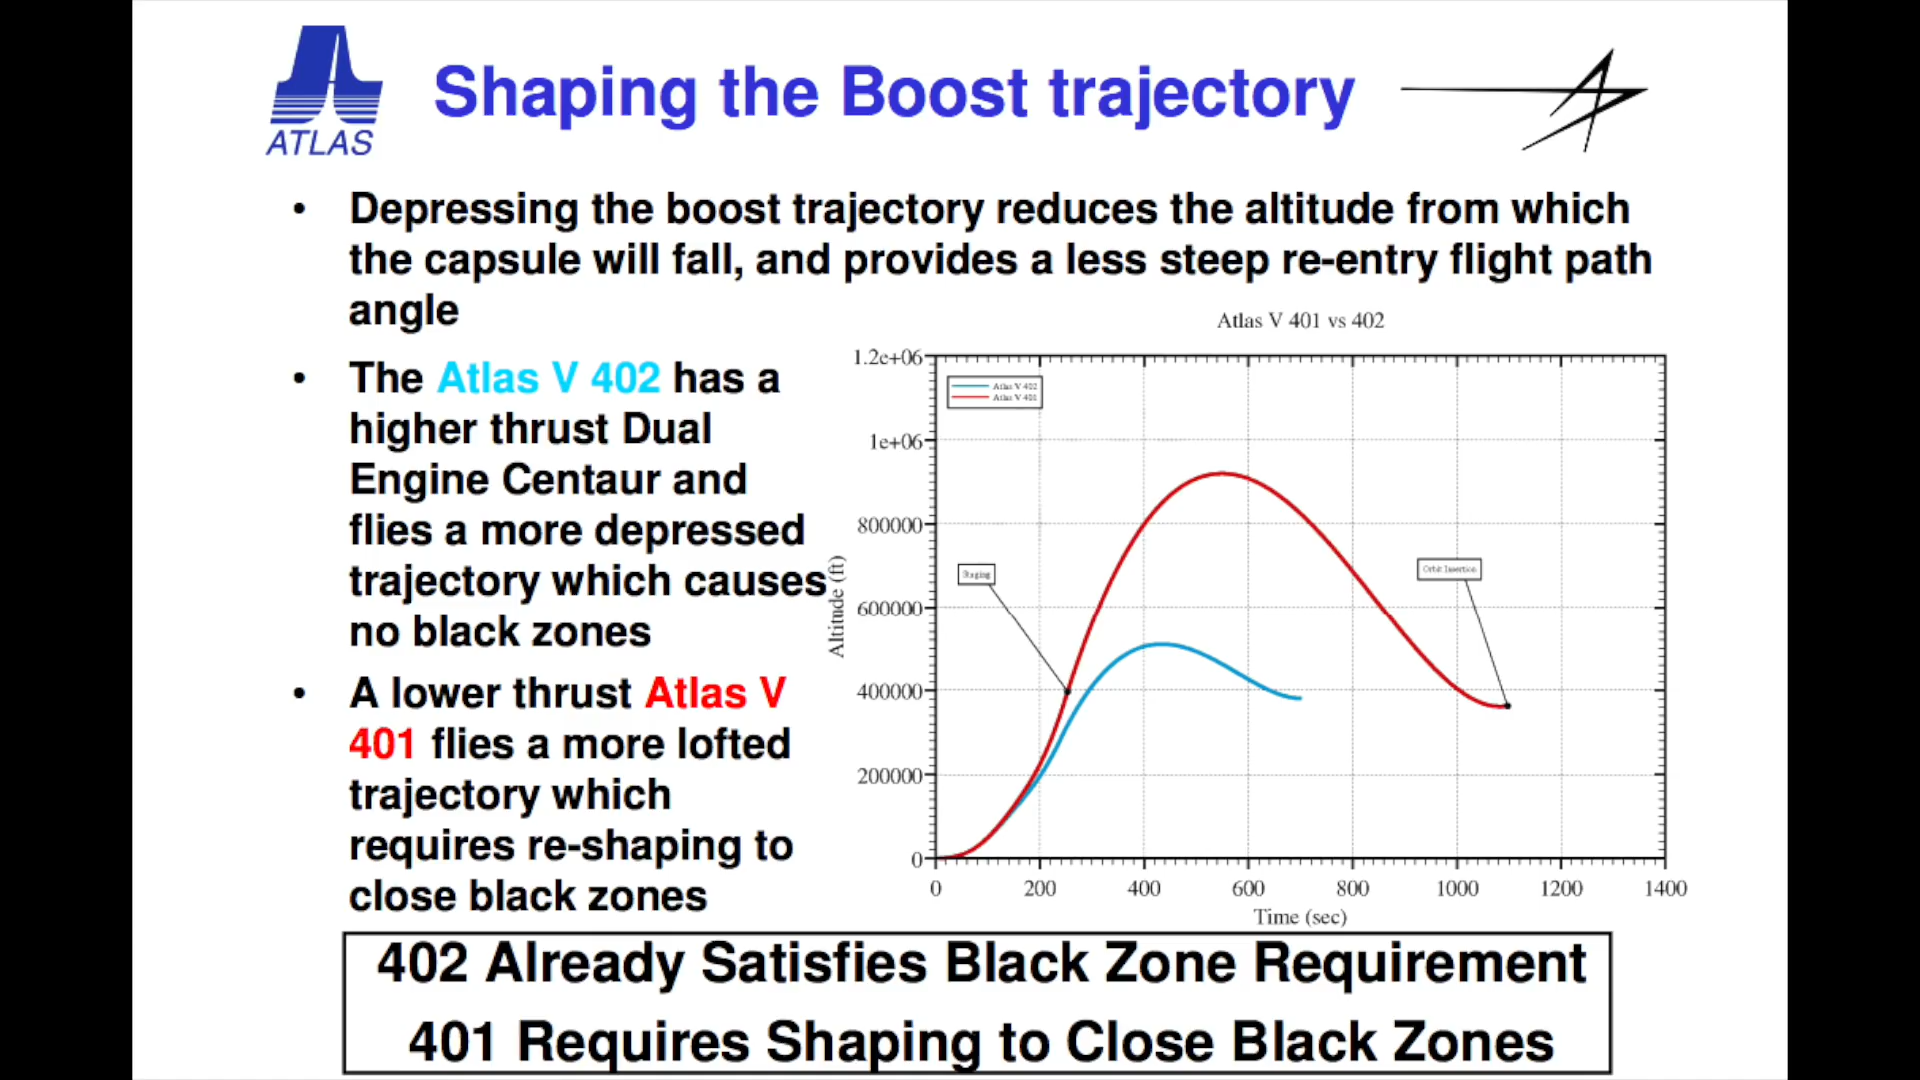 ATLAS
Shaping the Boost trajectory
• Depressing the boost trajectory reduces the altitude from which
the capsule will fall, and provides a less steep re-entry flight path
angle
• The Atlas V 402 has a
higher thrust Dual
Engine Centaur and
flies a more depressed
trajectory which causes
no black zones
• A lower thrust Atlas V
401 flies a more lofted
trajectory which
requires re-shaping to
close black zones
Atlas V 401 vs 402
1.2e+06
1e+06
800000
600000
400000
200000
0
Altitude (ft)
Atlas V 402
Atlas V 401
Staging
Orbit Insertion
0 200 400 600 800 1000 1200 1400
Time (sec)
402 Already Satisfies Black Zone Requirement
401 Requires Shaping to Close Black Zones